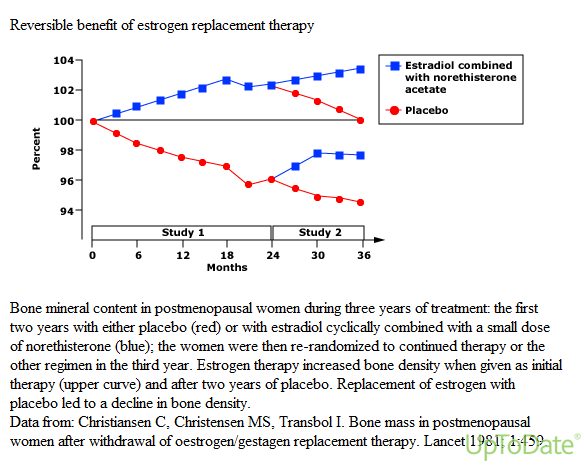 Reversible benefit of estrogen replacement therapy
104
102
100
98
96
94
Percent
Estradiol combined
with norethisterone
acetate
Placebo
Study 1
Study 2
0 6 12 18 24 30 36
Months
Bone mineral content in postmenopausal women during three years of treatment: the first
two years with either placebo (red) or with estradiol cyclically combined with a small dose
of norethisterone (blue); the women were then re-randomized to continued therapy or the
other regimen in the third year. Estrogen therapy increased bone density when given as initial
therapy (upper curve) and after two years of placebo. Replacement of estrogen with
placebo led to a decline in bone density.
Data from: Christiansen C, Christensen MS, Transbol I. Bone mass in postmenopausal
women after withdrawal of oestrogen/gestagen replacement therapy. Lancet 1981; 1:459.
UpToDate®